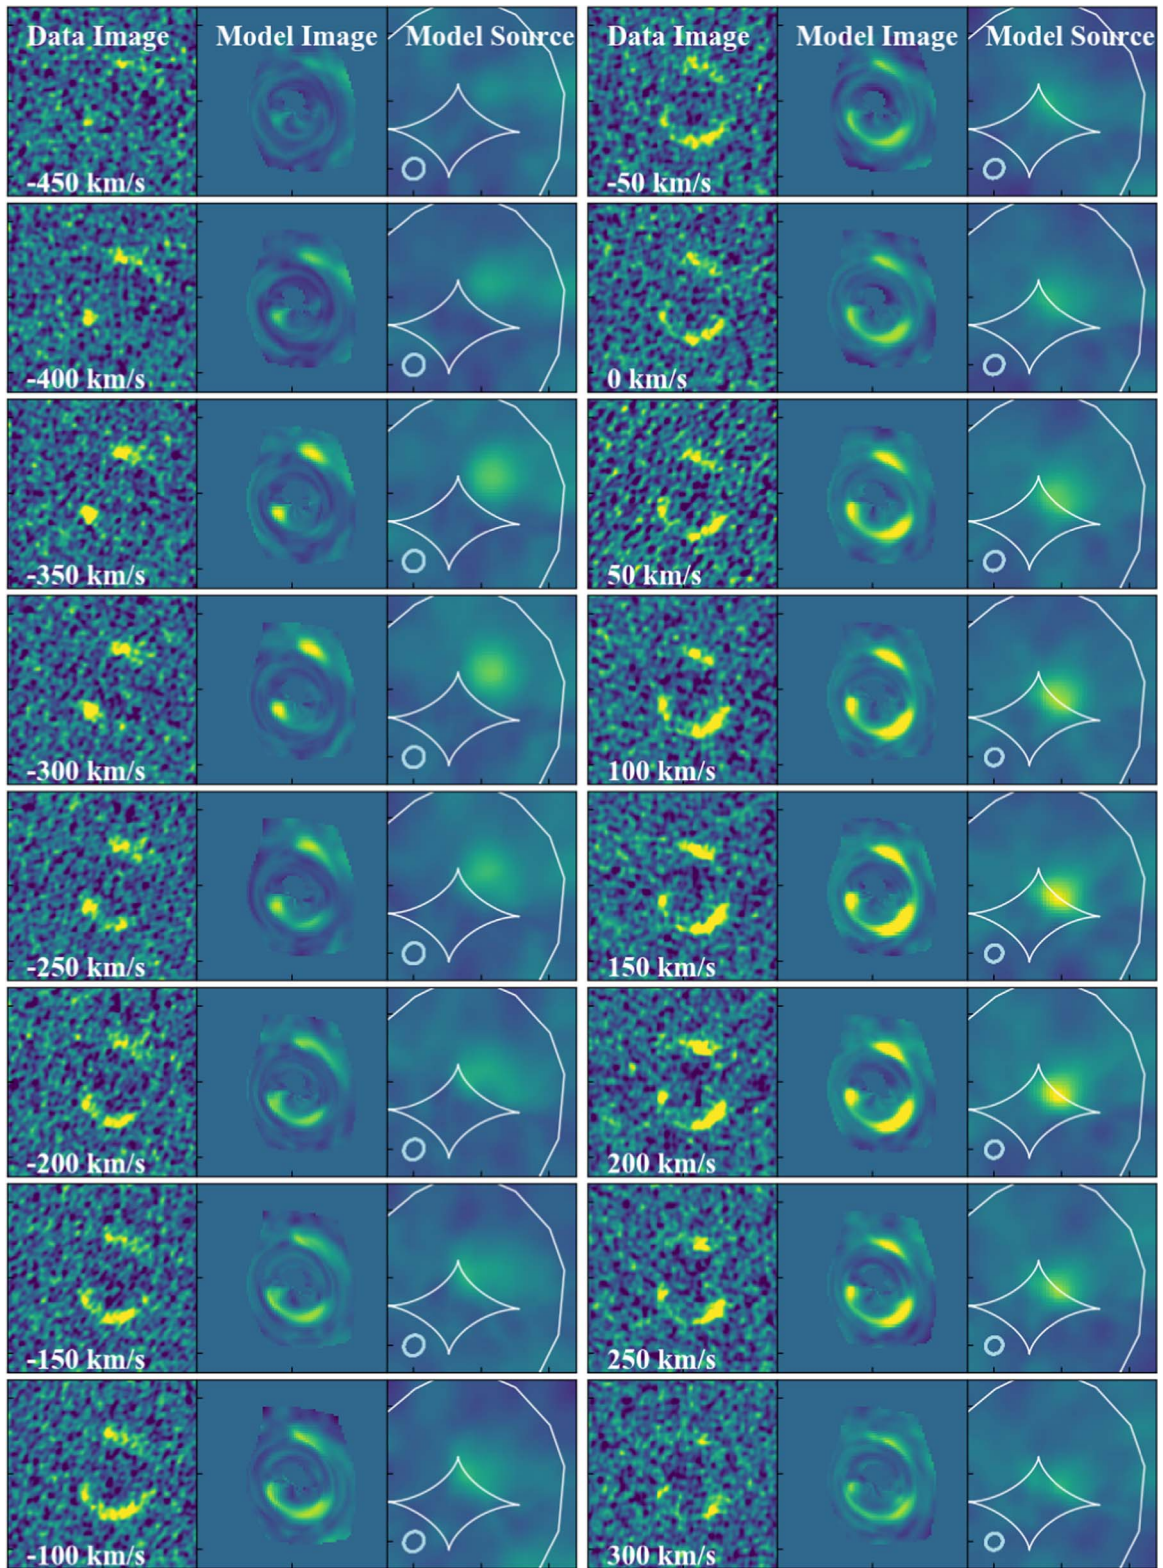 Data Image Model Image Model Source Data Image Model Image Model Source
-450 km/s -50 km/s
-400 km/s 0 km/s
-350 km/s 50 km/s
-300 km/s 100 km/s
-250 km/s 150 km/s
-200 km/s 200 km/s
-150 km/s 250 km/s
-100 km/s 300 km/s